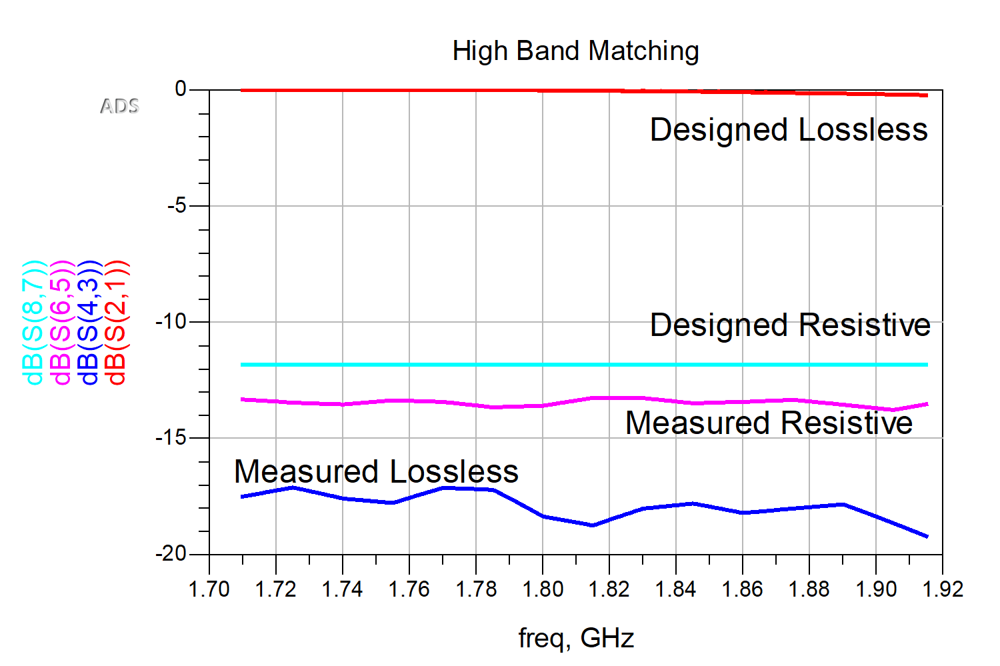 High Band Matching
ADS
0
-5
-10
-15
-20
dB(S(8,7))
dB(S(6,5))
dB(S(4,3))
dB(S(2,1))
Designed Lossless
Designed Resistive
Measured Resistive
Measured Lossless
1.70 1.72 1.74 1.76 1.78 1.80 1.82 1.84 1.86 1.88 1.90 1.92
freq, GHz